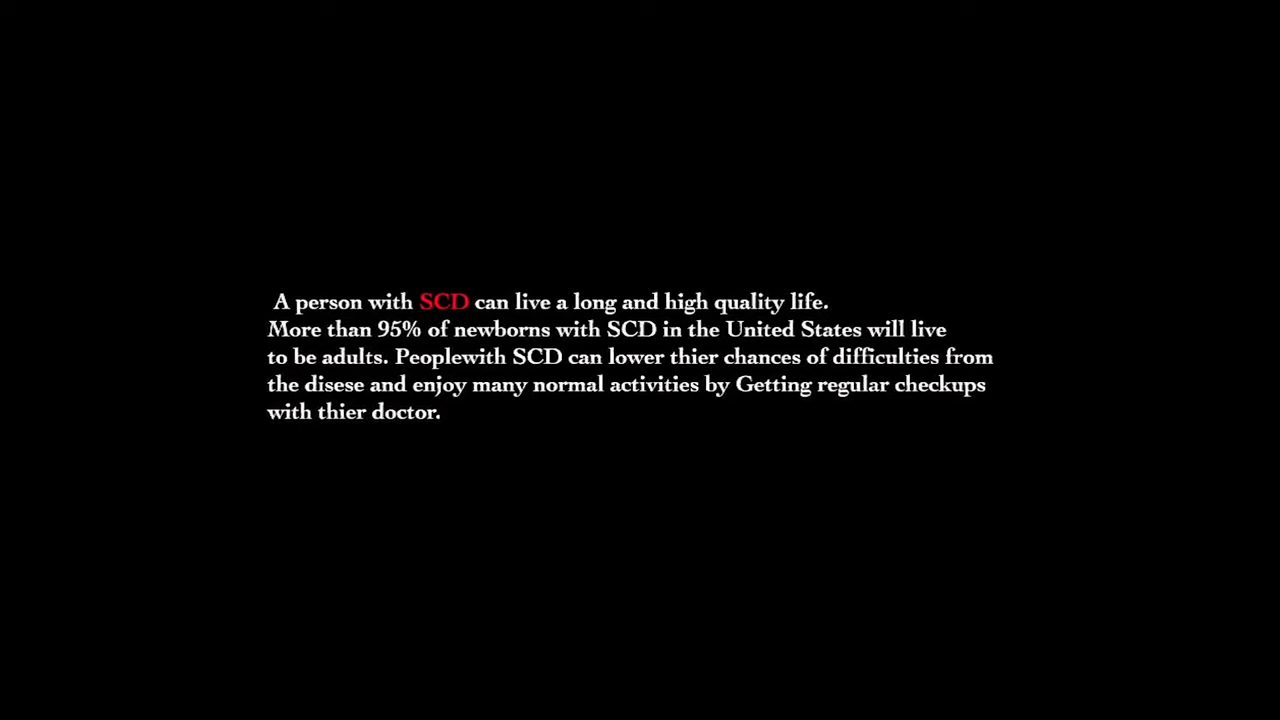 A person with SCD can live a long and high quality life.
More than 95% of newborns with SCD in the United States will live
to be adults. Peoplewith SCD can lower thier chances of difficulties from
the disese and enjoy many normal activities by Getting regular checkups
with thier doctor.